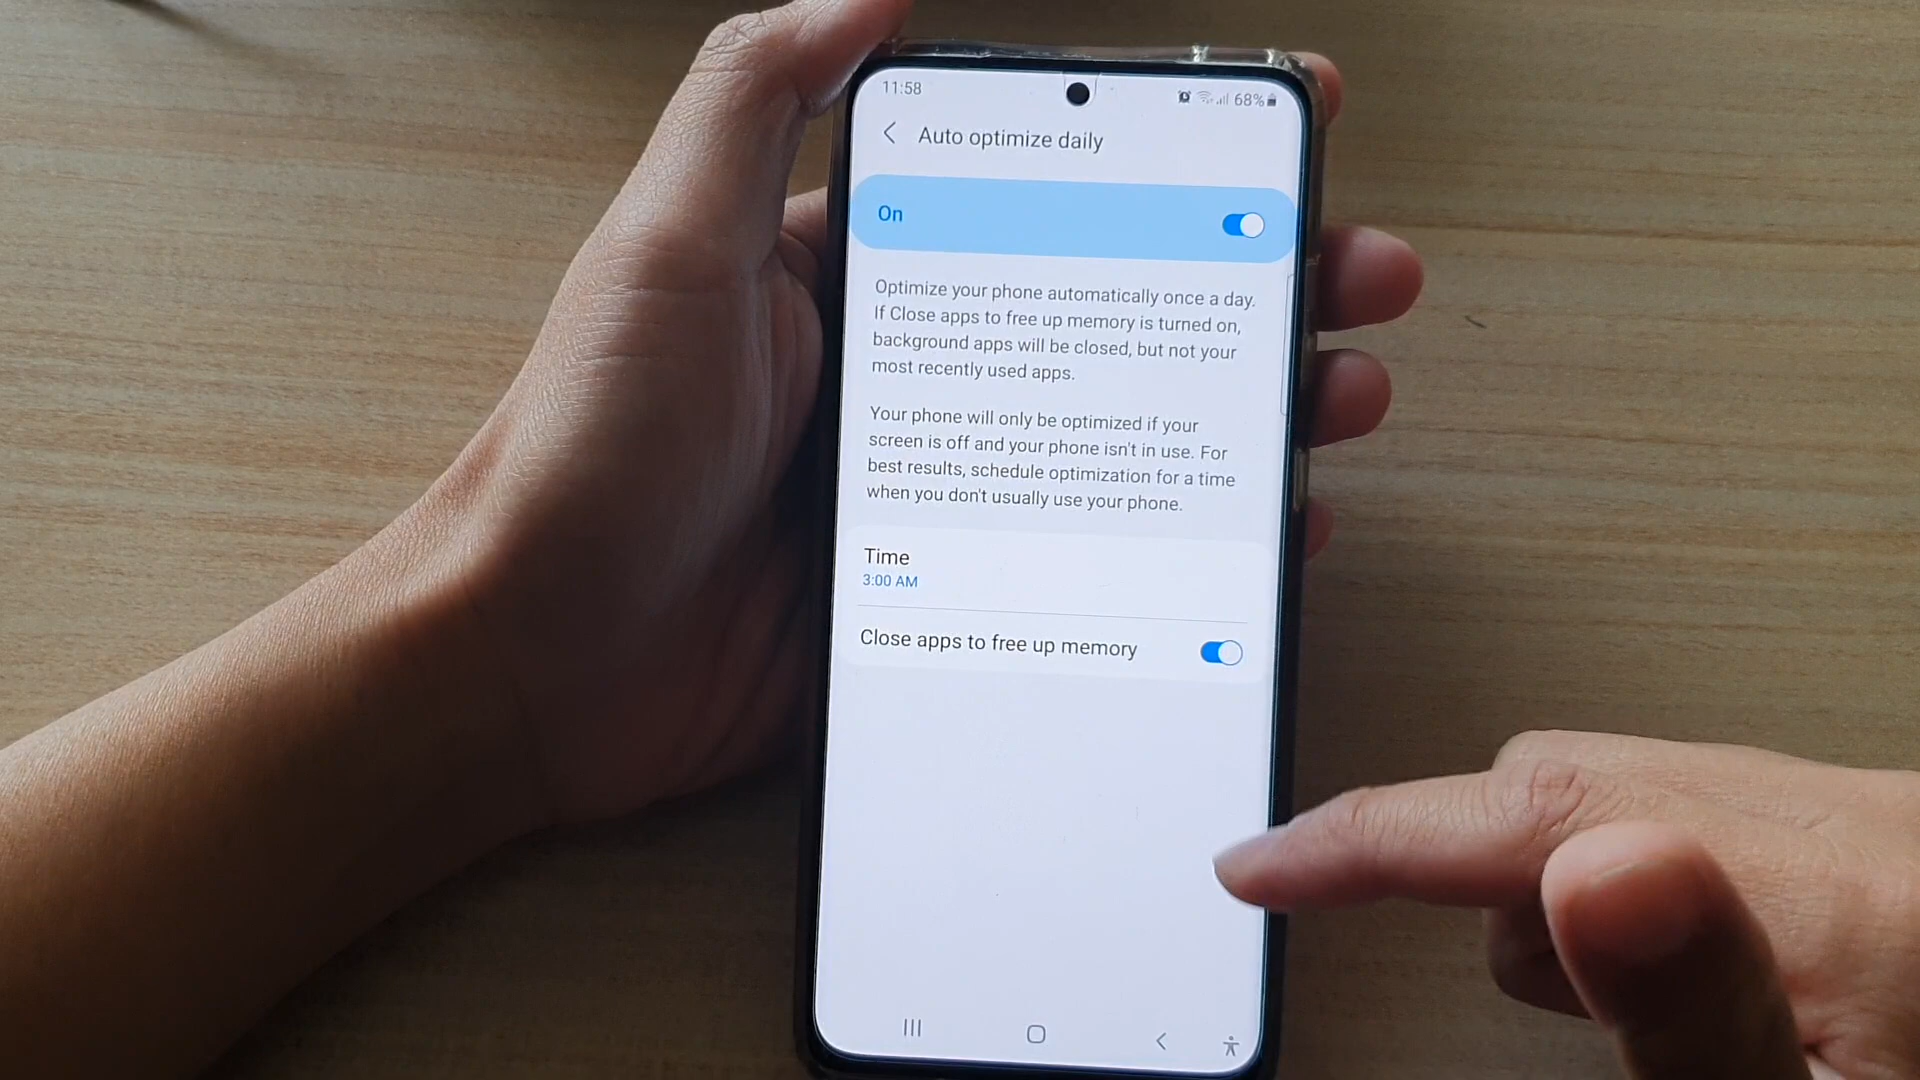 11:58
68%
Auto optimize daily
On
Optimize your phone automatically once a day.
If Close apps to free up memory is turned on,
background apps will be closed, but not your
most recently used apps.
Your phone will only be optimized if your
screen is off and your phone isn't in use. For
best results, schedule optimization for a time
when you don't usually use your phone.
Time
3:00 AM
Close apps to free up memory